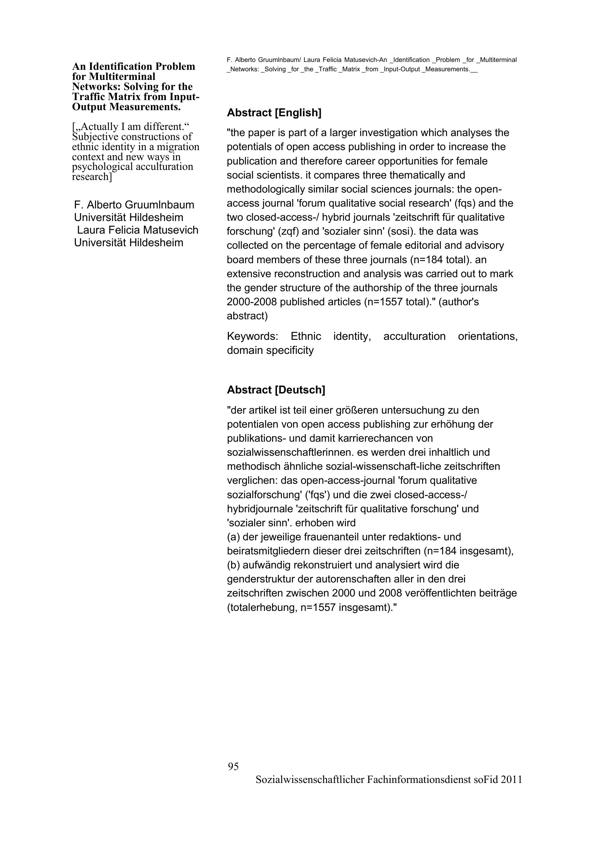 An Identification Problem
for Multiterminal
Networks: Solving for the
Traffic Matrix from Input-
Output Measurements.
[„Actually I am different.“
Subjective constructions of
ethnic identity in a migration
context and new ways in
psychological acculturation
research]
F. Alberto Gruumlnbaum
Universität Hildesheim
Laura Felicia Matusevich
Universität Hildesheim
F. Alberto Gruumlnbaum/ Laura Felicia Matusevich-An _Identification _Problem _for _Multiterminal
_Networks: _Solving _for _the _Traffic _Matrix _from _Input-Output _Measurements.__
Abstract [English]
"the paper is part of a larger investigation which analyses the
potentials of open access publishing in order to increase the
publication and therefore career opportunities for female
social scientists. it compares three thematically and
methodologically similar social sciences journals: the open-
access journal 'forum qualitative social research' (fqs) and the
two closed-access-/ hybrid journals 'zeitschrift für qualitative
forschung' (zqf) and 'sozialer sinn' (sosi). the data was
collected on the percentage of female editorial and advisory
board members of these three journals (n=184 total). an
extensive reconstruction and analysis was carried out to mark
the gender structure of the authorship of the three journals
2000-2008 published articles (n=1557 total)." (author's
abstract)
Keywords: Ethnic identity, acculturation orientations,
domain specificity
Abstract [Deutsch]
"der artikel ist teil einer größeren untersuchung zu den
potentialen von open access publishing zur erhöhung der
publikations- und damit karrierechancen von
sozialwissenschaftlerinnen. es werden drei inhaltlich und
methodisch ähnliche sozial-wissenschaft-liche zeitschriften
verglichen: das open-access-journal 'forum qualitative
sozialforschung' ('fqs') und die zwei closed-access-/
hybridjournale 'zeitschrift für qualitative forschung' und
'sozialer sinn'. erhoben wird
(a) der jeweilige frauenanteil unter redaktions- und
beiratsmitgliedern dieser drei zeitschriften (n=184 insgesamt),
(b) aufwändig rekonstruiert und analysiert wird die
genderstruktur der autorenschaften aller in den drei
zeitschriften zwischen 2000 und 2008 veröffentlichten beiträge
(totalerhebung, n=1557 insgesamt)."
95
Sozialwissenschaftlicher Fachinformationsdienst soFid 2011